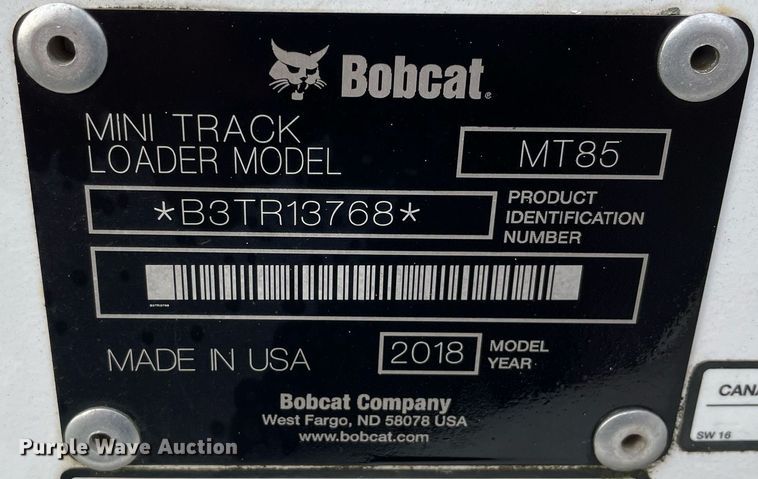 Bobcat®
MINI TRACK
LOADER MODEL
MT85
*B3TR13768*
PRODUCT
IDENTIFICATION
NUMBER
B3TR13768
MADE IN USA
2018
MODEL
YEAR
Bobcat Company
West Fargo, ND 58078 USA
www.bobcat.com
CANA
SW 16
Purple Wave Auction